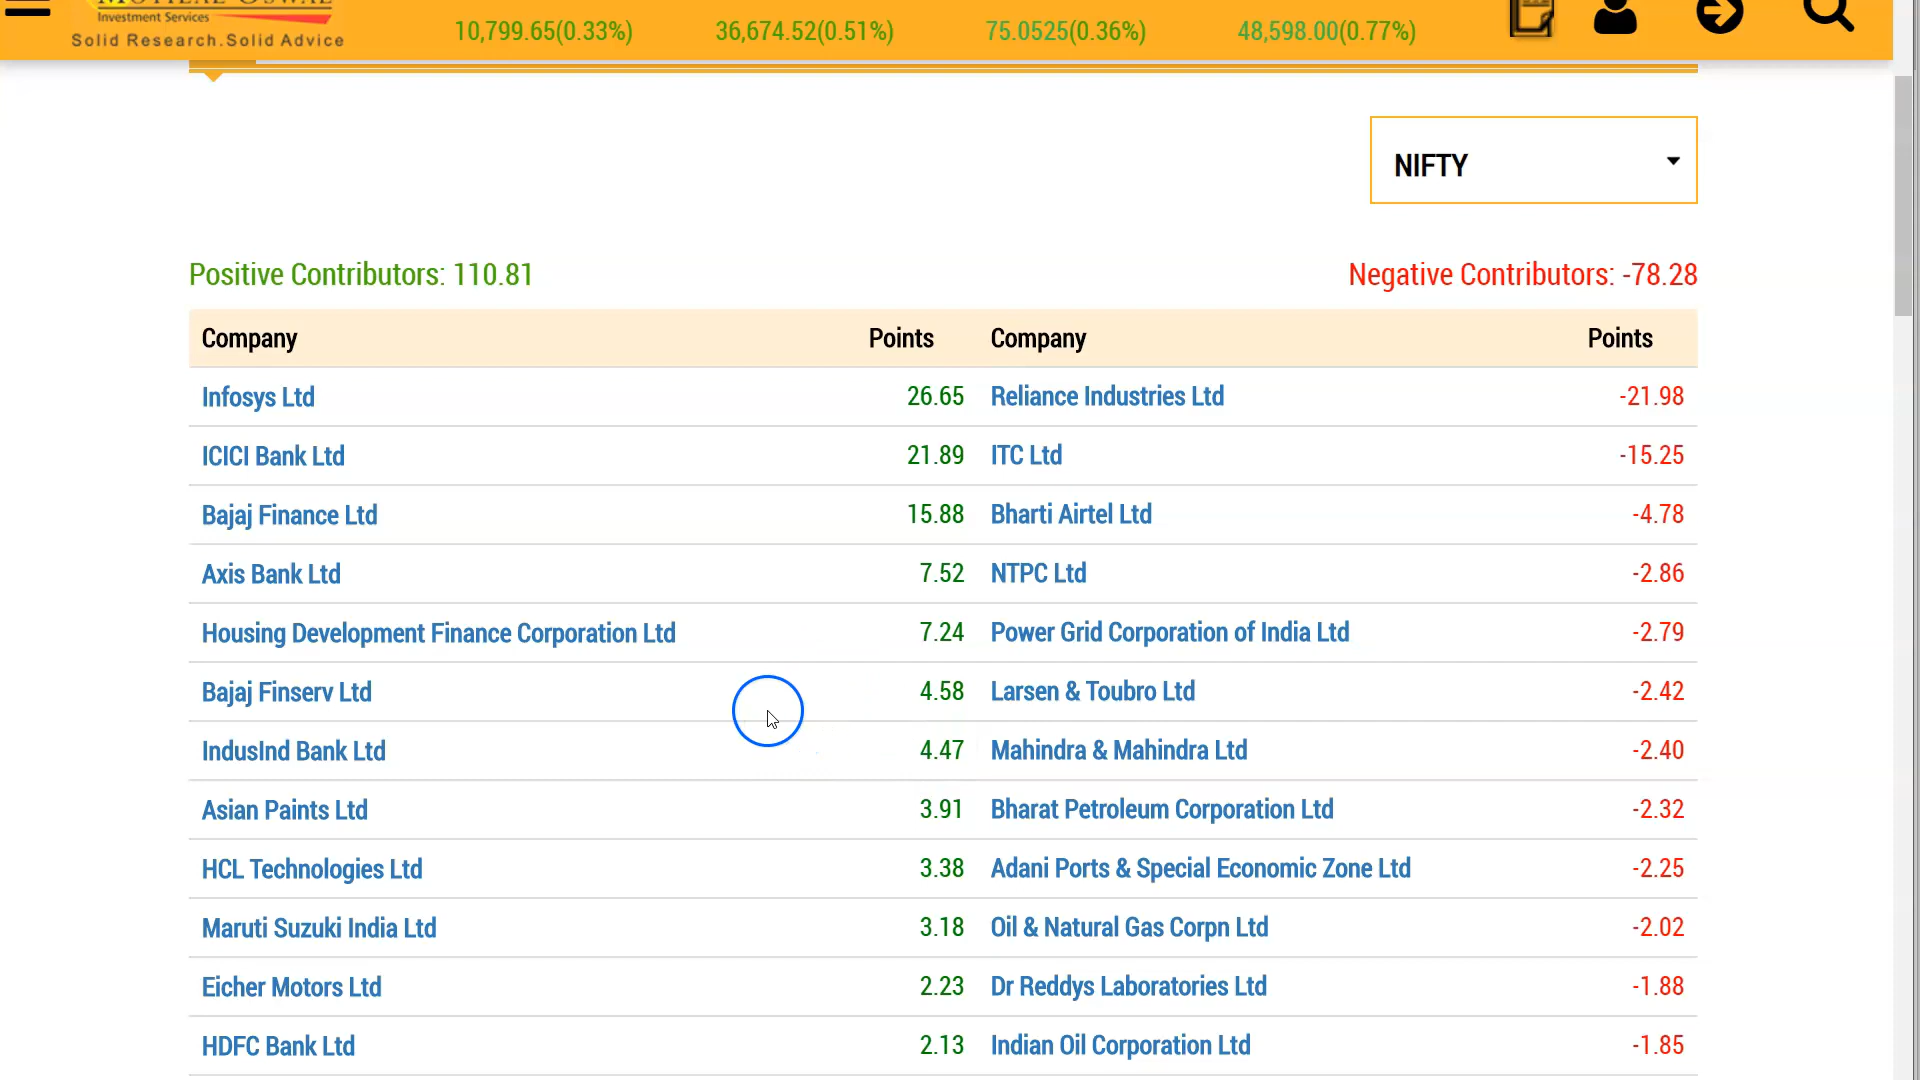 Investment Services
Solid Research.Solid Advice
10,799.65(0.33%) 36,674.52(0.51%) 75.0525(0.36%) 48,598.00(0.77%)
NIFTY
Positive Contributors: 110.81 Negative Contributors: -78.28
Company Points Company Points
Infosys Ltd 26.65 Reliance Industries Ltd -21.98
ICICI Bank Ltd 21.89 ITC Ltd -15.25
Bajaj Finance Ltd 15.88 Bharti Airtel Ltd -4.78
Axis Bank Ltd 7.52 NTPC Ltd -2.86
Housing Development Finance Corporation Ltd 7.24 Power Grid Corporation of India Ltd -2.79
Bajaj Finserv Ltd 4.58 Larsen & Toubro Ltd -2.42
IndusInd Bank Ltd 4.47 Mahindra & Mahindra Ltd -2.40
Asian Paints Ltd 3.91 Bharat Petroleum Corporation Ltd -2.32
HCL Technologies Ltd 3.38 Adani Ports & Special Economic Zone Ltd -2.25
Maruti Suzuki India Ltd 3.18 Oil & Natural Gas Corpn Ltd -2.02
Eicher Motors Ltd 2.23 Dr Reddys Laboratories Ltd -1.88
HDFC Bank Ltd 2.13 Indian Oil Corporation Ltd -1.85